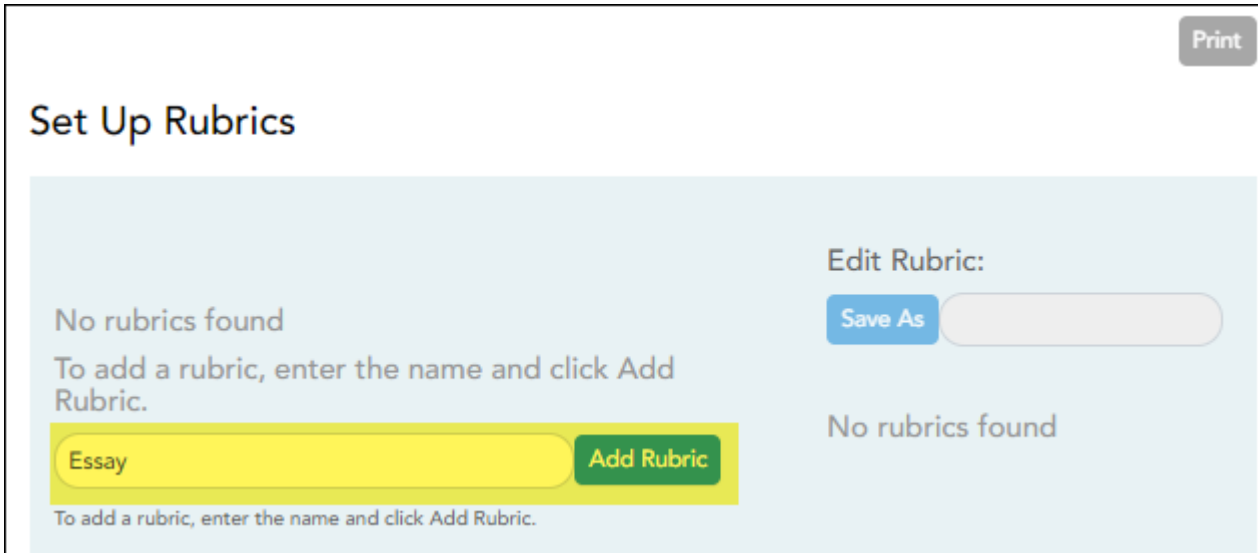 Print
Set Up Rubrics
No rubrics found
To add a rubric, enter the name and click Add
Rubric.
Essay
Add Rubric
To add a rubric, enter the name and click Add Rubric.
Edit Rubric:
Save As
No rubrics found